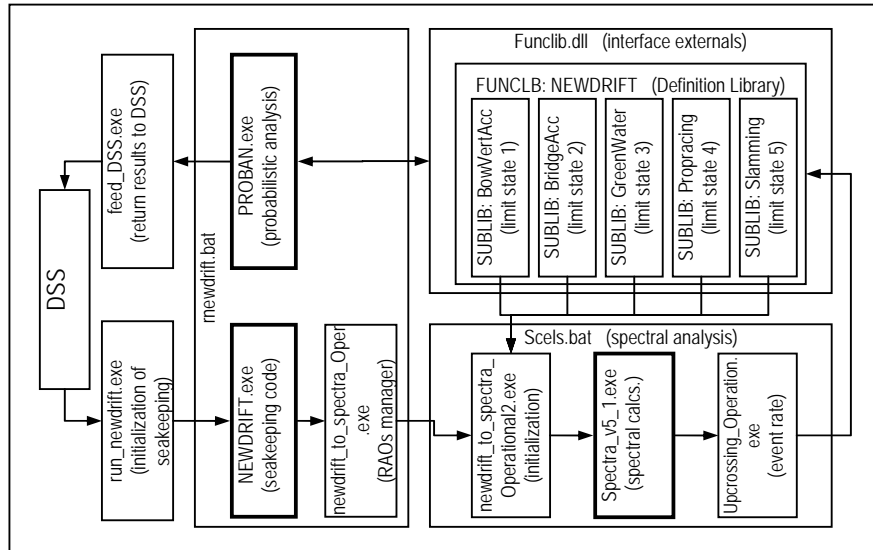 Funclib.dll (interface externals)
FUNCLB: NEWDRIFT (Definition Library)
SUBLIB: BowVertAcc
(limit state 1)
SUBLIB: BridgeAcc
(limit state 2)
SUBLIB: GreenWater
(limit state 3)
SUBLIB: Propracing
(limit state 4)
SUBLIB: Slamming
(limit state 5)
feed_DSS.exe
(return results to DSS)
PROBAN.exe
(probabilistic analysis)
rnewdrift.bat
DSS
run_newdrift.exe
(initialization of
seakeeping)
NEWDRIFT.exe
(seakeeping code)
newdrift_to_spectra_Oper
.exe
(RAOs manager)
Scels.bat (spectral analysis)
newdrift_to_spectra_
Operational2.exe
(initialization)
Spectra_v5_1.exe
(spectral calcs.)
Upcrossing_Operation.
exe
(event rate)